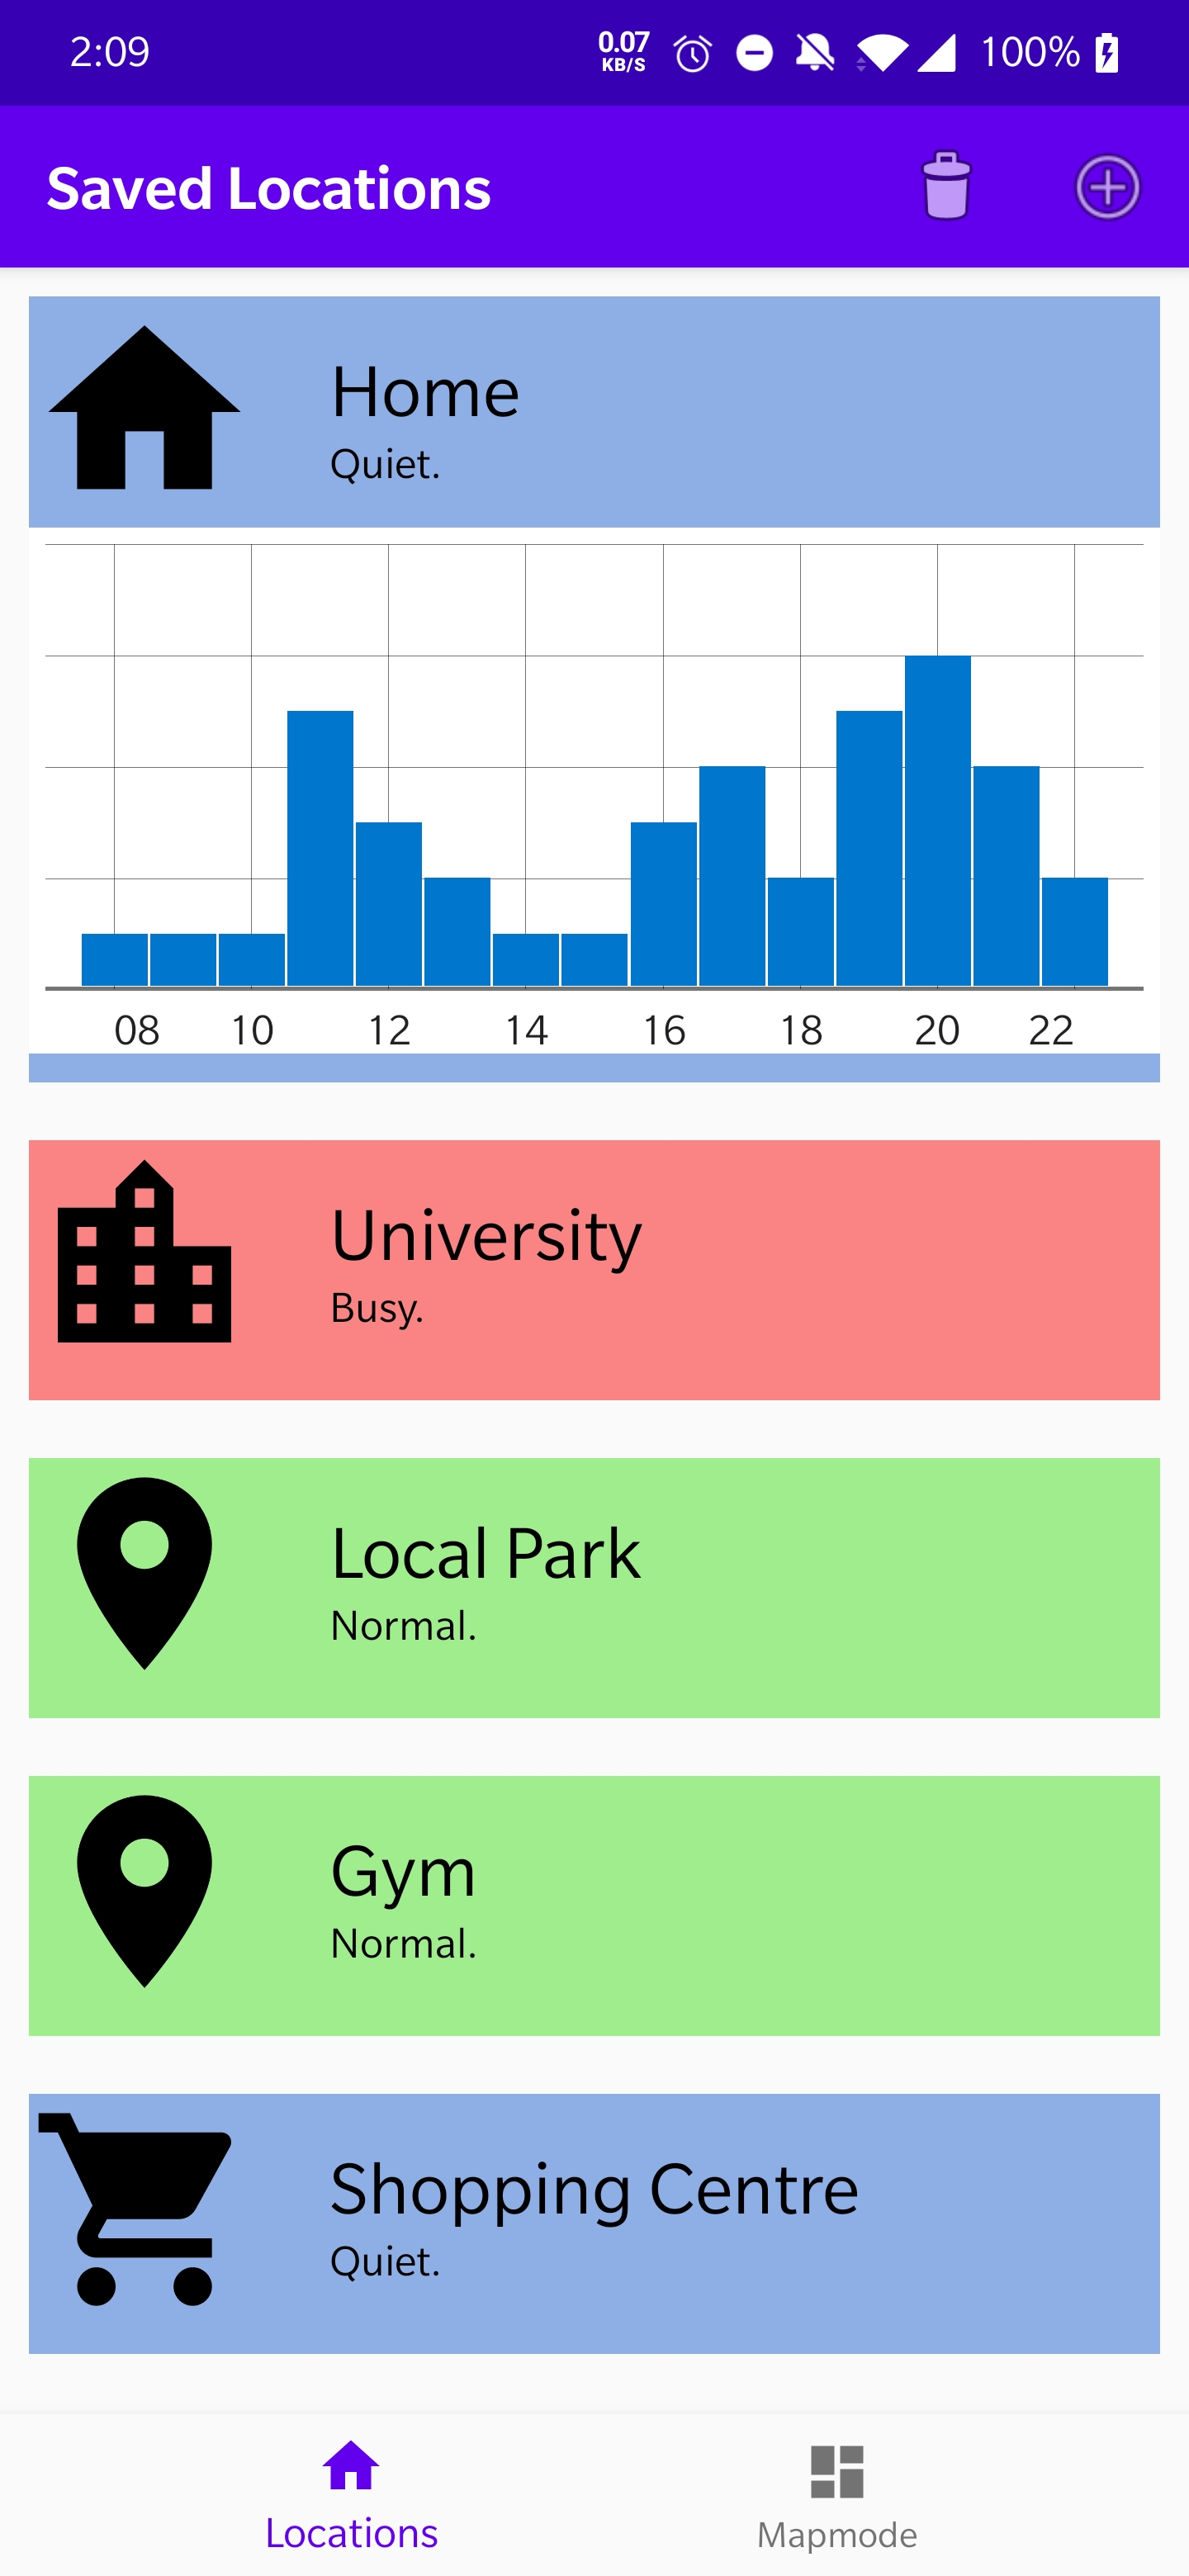 2:09
0.07
KB/S
100%
Saved Locations
Home
Quiet.
08 10 12 14 16 18 20 22
University
Busy.
Local Park
Normal.
Gym
Normal.
Shopping Centre
Quiet.
Locations
Mapmode